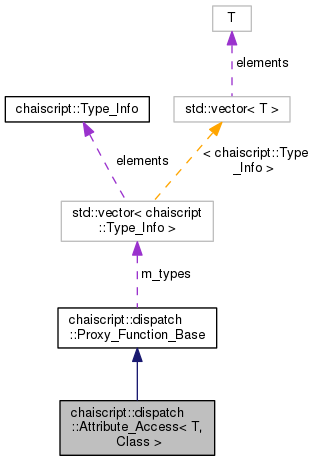 T
elements
chaiscript::Type_Info
std::vector< T >
elements
< chaiscript::Type
_Info >
std::vector< chaiscript
::Type_Info >
m_types
chaiscript::dispatch
::Proxy_Function_Base
chaiscript::dispatch
::Attribute_Access< T,
Class >